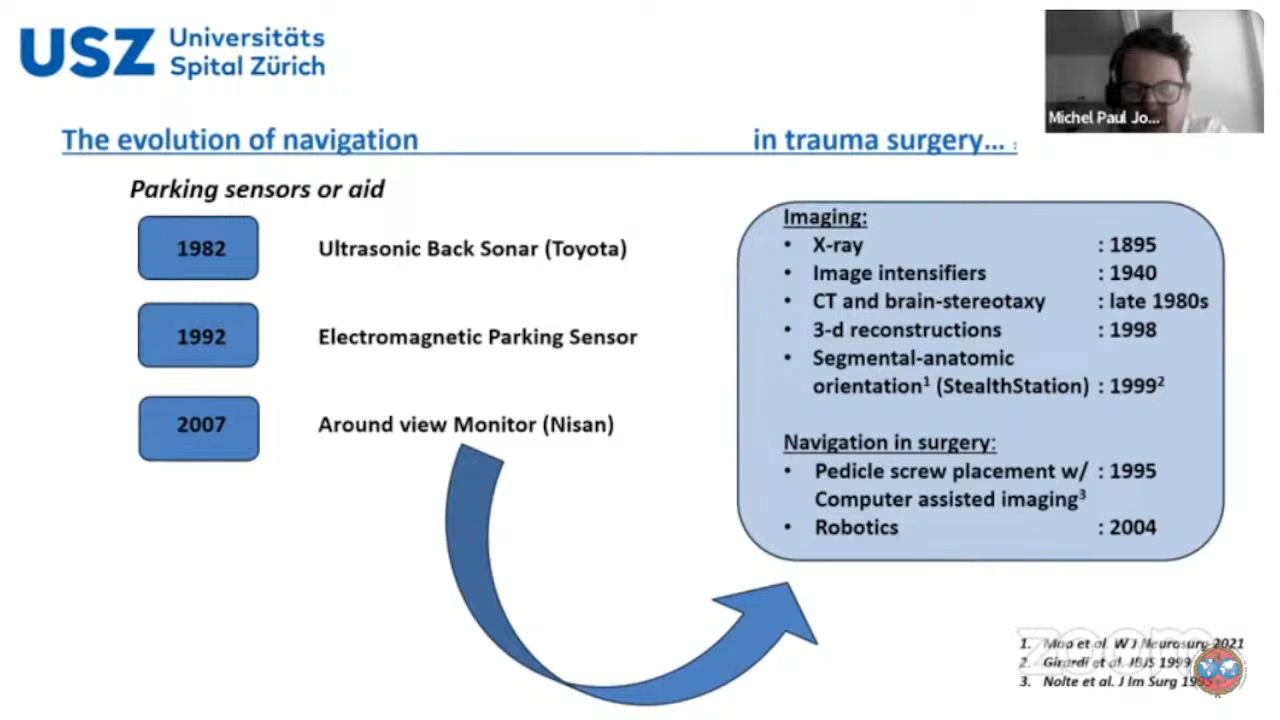 USZ Universitäts
Spital Zürich
Michel Paul Jo...
The evolution of navigation in trauma surgery... :
Parking sensors or aid
1982 Ultrasonic Back Sonar (Toyota)
1992 Electromagnetic Parking Sensor
2007 Around view Monitor (Nisan)
Imaging:
• X-ray : 1895
• Image intensifiers : 1940
• CT and brain-stereotaxy : late 1980s
• 3-d reconstructions : 1998
• Segmental-anatomic
orientation¹ (StealthStation) : 1999²
Navigation in surgery:
• Pedicle screw placement w/ : 1995
Computer assisted imaging³
• Robotics : 2004
zoom
1. Mao et al. W J Neurosurg 2021
2. Girardi et al. JBJS 1999
3. Nolte et al. J Im Surg 1995